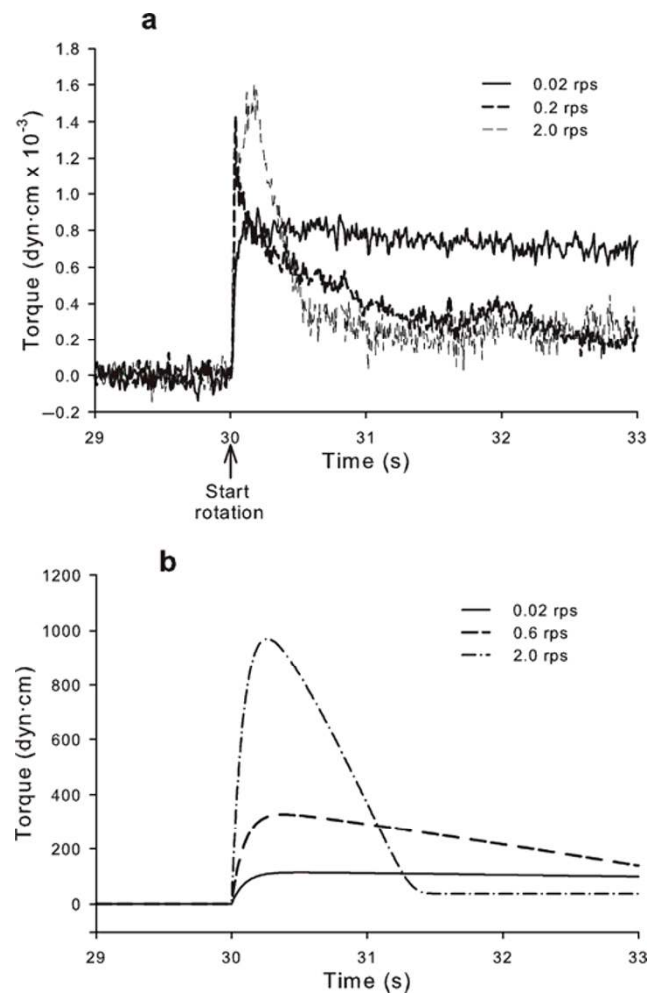 a
Torque (dyn·cm x 10⁻³)
1.8
1.6
1.4
1.2
1.0
0.8
0.6
0.4
0.2
0.0
−0.2
0.02 rps
0.2 rps
2.0 rps
29 30 31 32 33
Time (s)
Start
rotation
b
Torque (dyn·cm)
1200
1000
800
600
400
200
0
0.02 rps
0.6 rps
2.0 rps
29 30 31 32 33
Time (s)